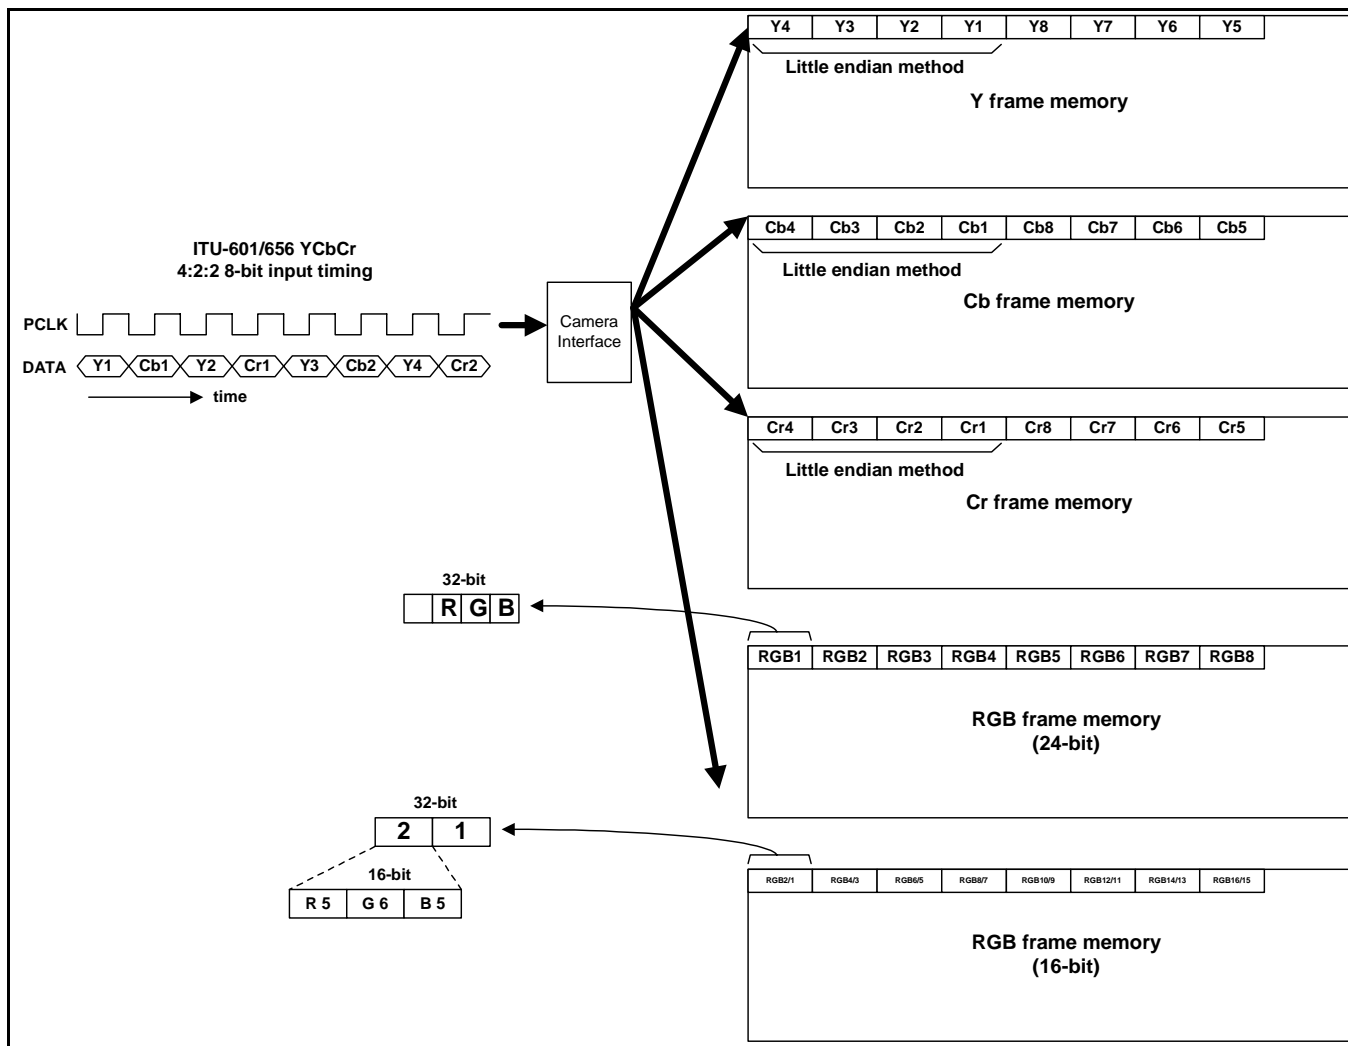 Y4 Y3 Y2 Y1 Y8 Y7 Y6 Y5
Little endian method
Y frame memory
Cb4 Cb3 Cb2 Cb1 Cb8 Cb7 Cb6 Cb5
Little endian method
Cb frame memory
ITU-601/656 YCbCr
4:2:2 8-bit input timing
PCLK
DATA Y1 Cb1 Y2 Cr1 Y3 Cb2 Y4 Cr2
time
Camera
Interface
Cr4 Cr3 Cr2 Cr1 Cr8 Cr7 Cr6 Cr5
Little endian method
Cr frame memory
32-bit
R G B
RGB1 RGB2 RGB3 RGB4 RGB5 RGB6 RGB7 RGB8
RGB frame memory
(24-bit)
32-bit
2 1
16-bit
R 5 G 6 B 5
RGB2/1 RGB4/3 RGB6/5 RGB8/7 RGB10/9 RGB12/11 RGB14/13 RGB16/15
RGB frame memory
(16-bit)